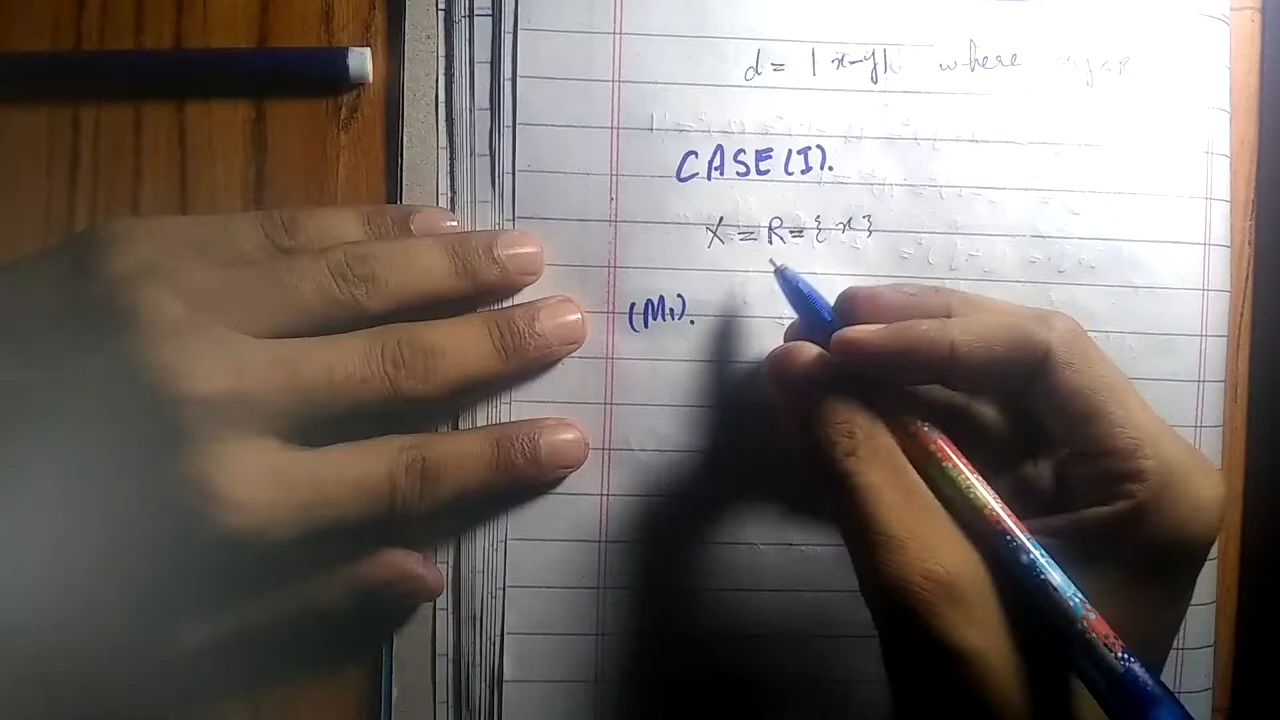 d = |x-y| where x,y ∈ R
CASE (I).
X = R = {x}
(M₁).